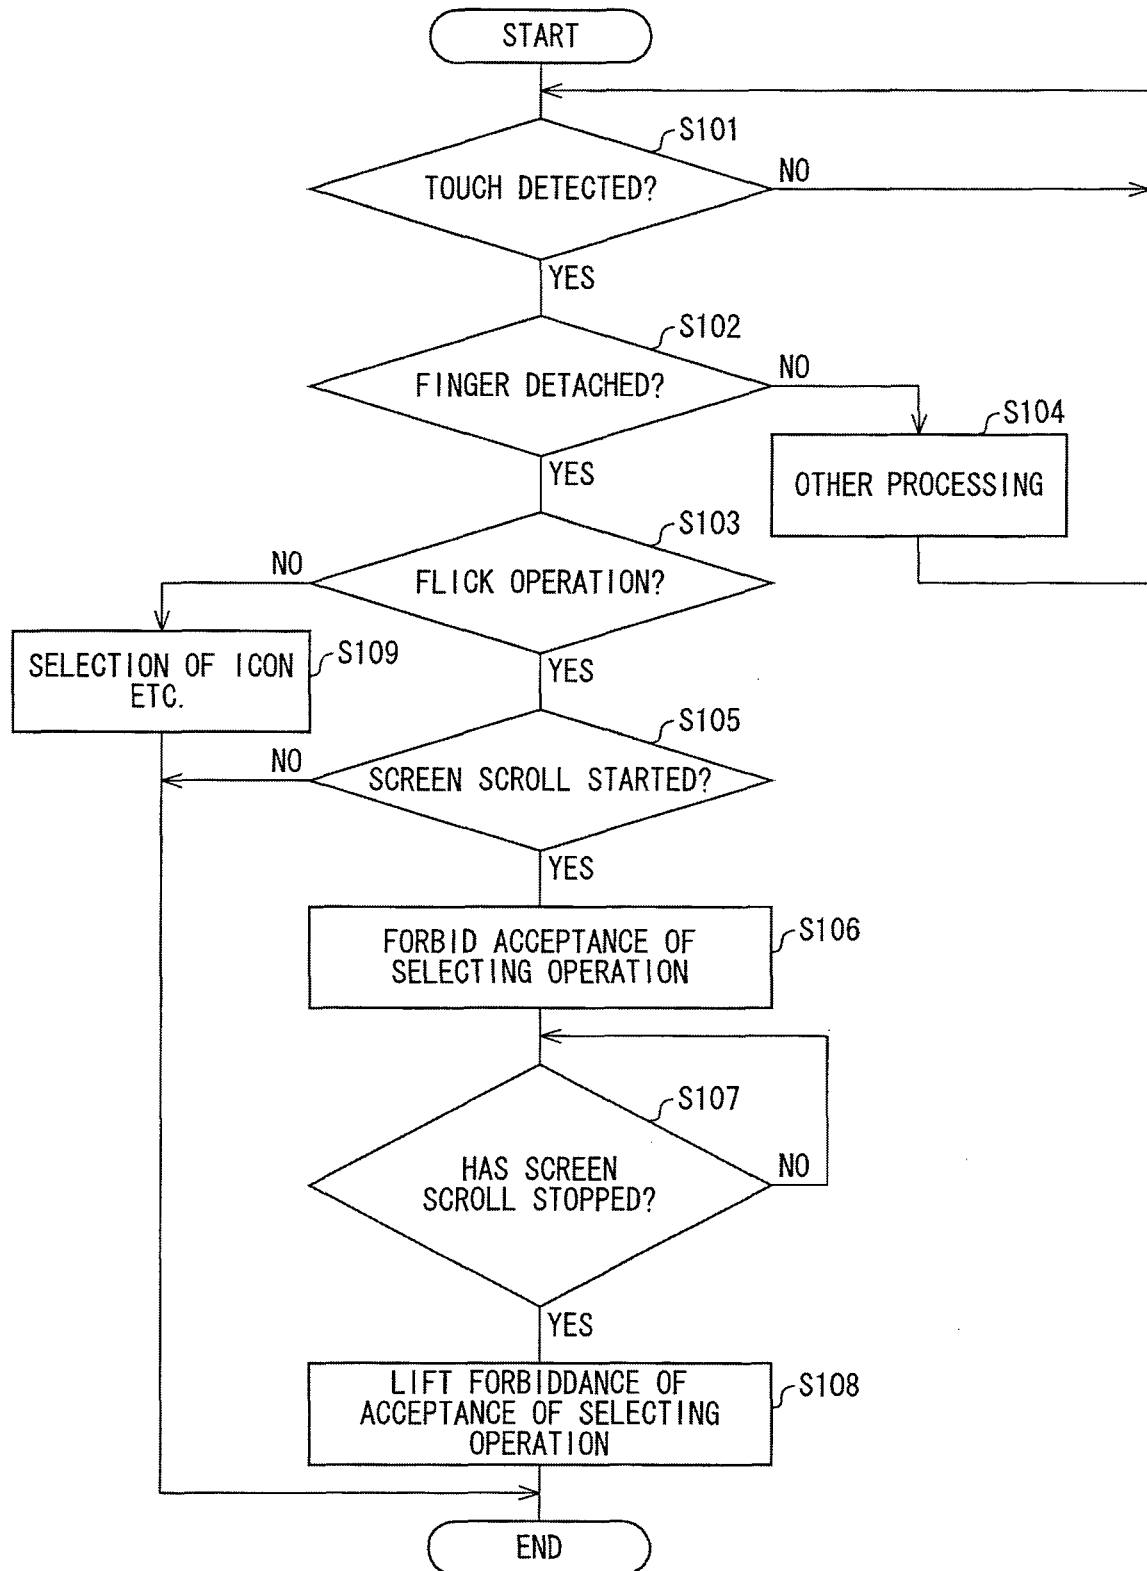 START
S101
TOUCH DETECTED?
NO
YES
S102
FINGER DETACHED?
NO
YES
S104
OTHER PROCESSING
S103
FLICK OPERATION?
NO
YES
SELECTION OF ICON
ETC.
S109
S105
SCREEN SCROLL STARTED?
NO
YES
FORBID ACCEPTANCE OF
SELECTING OPERATION
S106
S107
HAS SCREEN
SCROLL STOPPED?
NO
YES
LIFT FORBIDDANCE OF
ACCEPTANCE OF SELECTING
OPERATION
S108
END